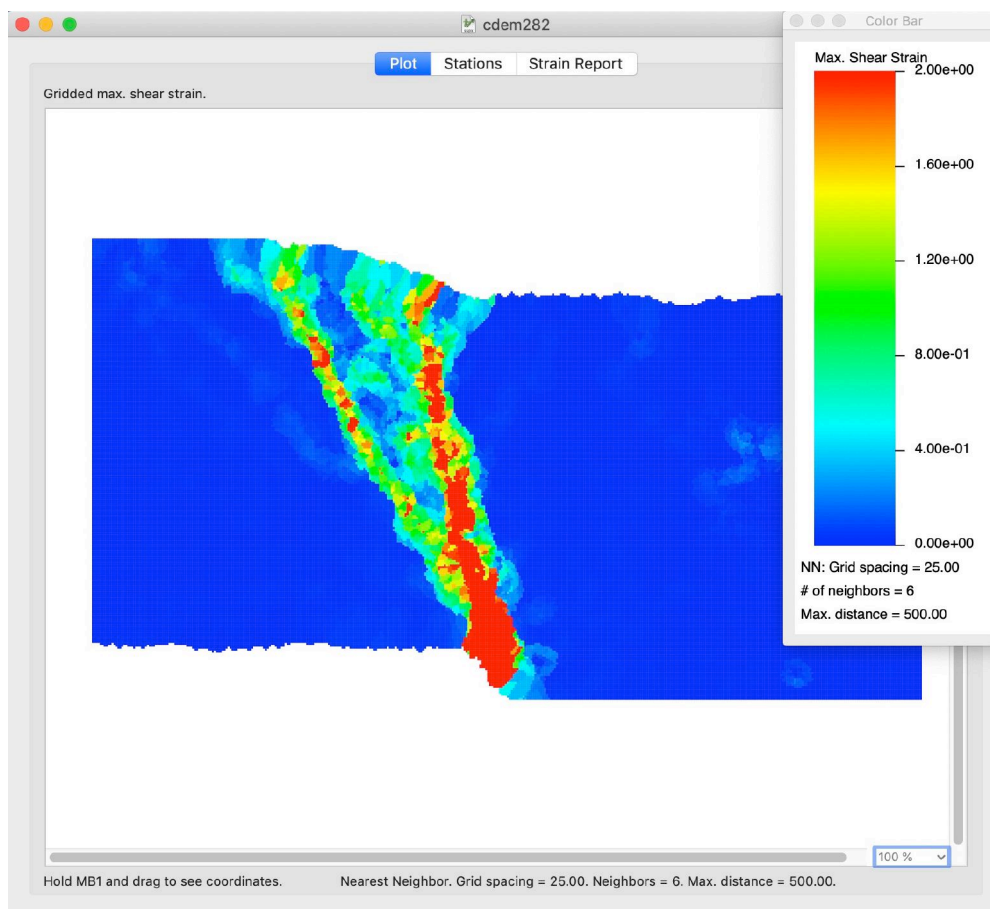 cdem282
Color Bar
Plot Stations Strain Report
Gridded max. shear strain.
Max. Shear Strain
2.00e+00
1.60e+00
1.20e+00
8.00e-01
4.00e-01
0.00e+00
NN: Grid spacing = 25.00
# of neighbors = 6
Max. distance = 500.00
100 %
Hold MB1 and drag to see coordinates. Nearest Neighbor. Grid spacing = 25.00. Neighbors = 6. Max. distance = 500.00.